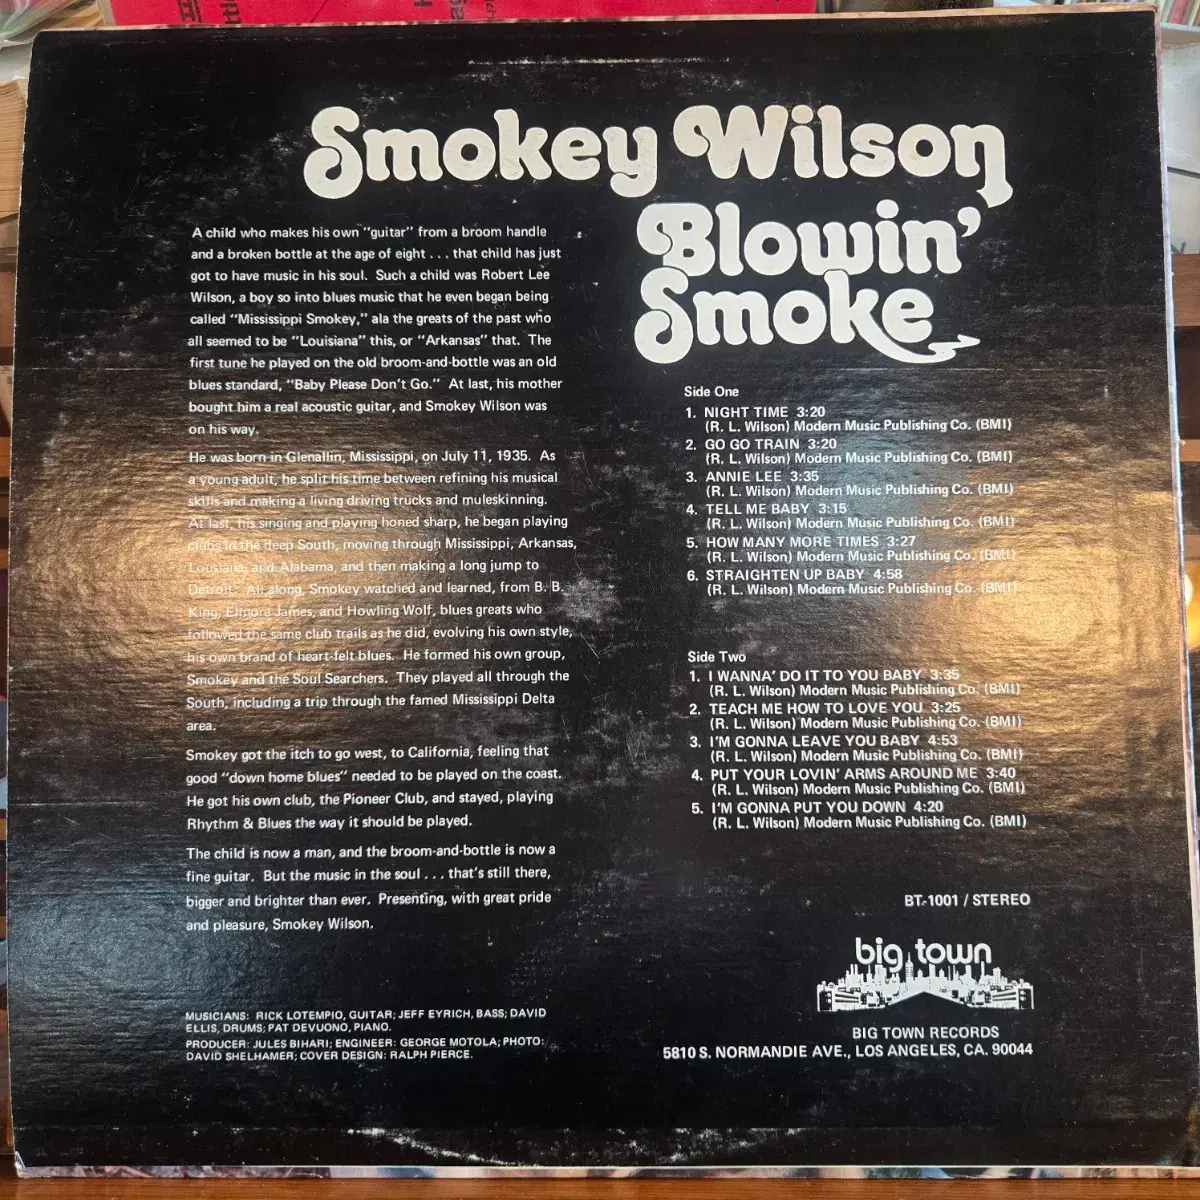 Smokey Wilson
Blowin'
Smoke
A child who makes his own "guitar" from a broom handle
and a broken bottle at the age of eight . . . that child has just
got to have music in his soul. Such a child was Robert Lee
Wilson, a boy so into blues music that he even began being
called "Mississippi Smokey," ala the greats of the past who
all seemed to be "Louisiana" this, or "Arkansas" that. The
first tune he played on the old broom-and-bottle was an old
blues standard, "Baby Please Don't Go." At last, his mother
bought him a real acoustic guitar, and Smokey Wilson was
on his way.
He was born in Glenallin, Mississippi, on July 11, 1935. As
a young adult, he split his time between refining his musical
skills and making a living driving trucks and muleskinning.
At last, his singing and playing honed sharp, he began playing
clubs in the deep South, moving through Mississippi, Arkansas,
Louisiana, and Alabama, and then making a long jump to
Detroit. All along, Smokey watched and learned, from B. B.
King, Elmore James, and Howling Wolf, blues greats who
followed the same club trails as he did, evolving his own style,
his own brand of heart-felt blues. He formed his own group,
Smokey and the Soul Searchers. They played all through the
South, including a trip through the famed Mississippi Delta
area.
Smokey got the itch to go west, to California, feeling that
good "down home blues" needed to be played on the coast.
He got his own club, the Pioneer Club, and stayed, playing
Rhythm & Blues the way it should be played.
The child is now a man, and the broom-and-bottle is now a
fine guitar. But the music in the soul . . . that's still there,
bigger and brighter than ever. Presenting, with great pride
and pleasure, Smokey Wilson.
MUSICIANS: RICK LOTEMPIO, GUITAR; JEFF EYRICH, BASS; DAVID
ELLIS, DRUMS; PAT DEVUONO, PIANO.
PRODUCER: JULES BIHARI; ENGINEER: GEORGE MOTOLA; PHOTO:
DAVID SHELHAMER; COVER DESIGN: RALPH PIERCE.
Side One
1. NIGHT TIME 3:20
(R. L. Wilson) Modern Music Publishing Co. (BMI)
2. GO GO TRAIN 3:20
(R. L. Wilson) Modern Music Publishing Co. (BMI)
3. ANNIE LEE 3:35
(R. L. Wilson) Modern Music Publishing Co. (BMI)
4. TELL ME BABY 3:15
(R. L. Wilson) Modern Music Publishing Co. (BMI)
5. HOW MANY MORE TIMES 3:27
(R. L. Wilson) Modern Music Publishing Co. (BMI)
6. STRAIGHTEN UP BABY 4:58
(R. L. Wilson) Modern Music Publishing Co. (BMI)
Side Two
1. I WANNA' DO IT TO YOU BABY 3:35
(R. L. Wilson) Modern Music Publishing Co. (BMI)
2. TEACH ME HOW TO LOVE YOU 3:25
(R. L. Wilson) Modern Music Publishing Co. (BMI)
3. I'M GONNA LEAVE YOU BABY 4:53
(R. L. Wilson) Modern Music Publishing Co. (BMI)
4. PUT YOUR LOVIN' ARMS AROUND ME 3:40
(R. L. Wilson) Modern Music Publishing Co. (BMI)
5. I'M GONNA PUT YOU DOWN 4:20
(R. L. Wilson) Modern Music Publishing Co. (BMI)
BT-1001 / STEREO
big town
BIG TOWN RECORDS
5810 S. NORMANDIE AVE., LOS ANGELES, CA. 90044